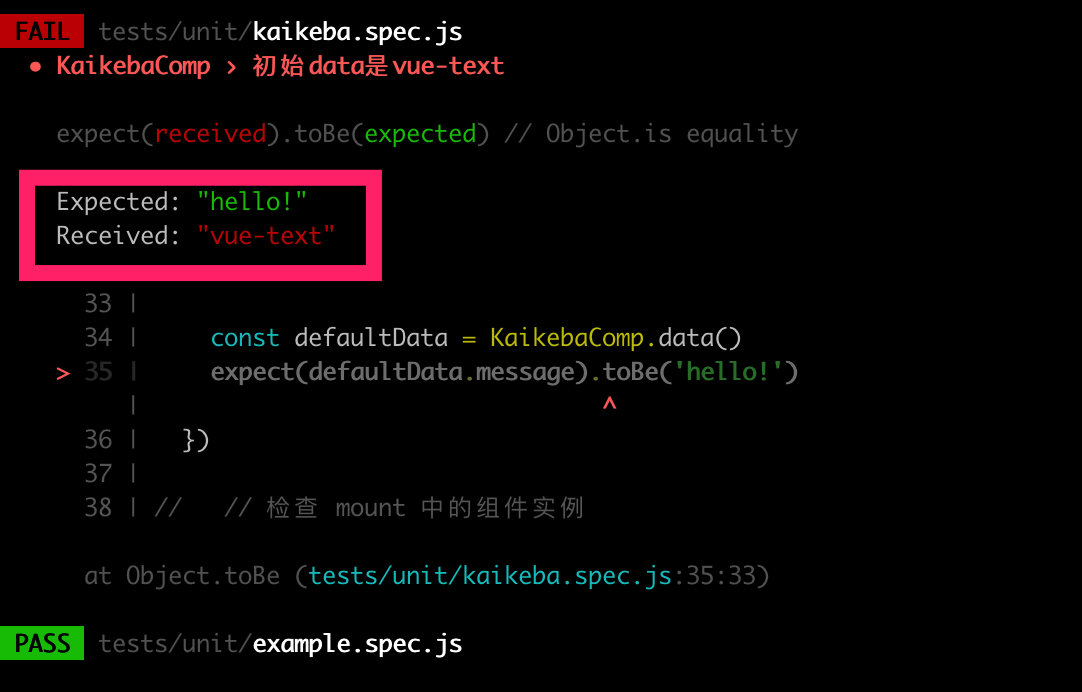 FAIL tests/unit/kaikeba.spec.js
● KaikebaComp › 初始data是vue-text
expect(received).toBe(expected) // Object.is equality
Expected: "hello!"
Received: "vue-text"
33 |
34 | const defaultData = KaikebaComp.data()
> 35 | expect(defaultData.message).toBe('hello!')
| ^
36 | })
37 |
38 | // // 检查 mount 中的组件实例
at Object.toBe (tests/unit/kaikeba.spec.js:35:33)
PASS tests/unit/example.spec.js